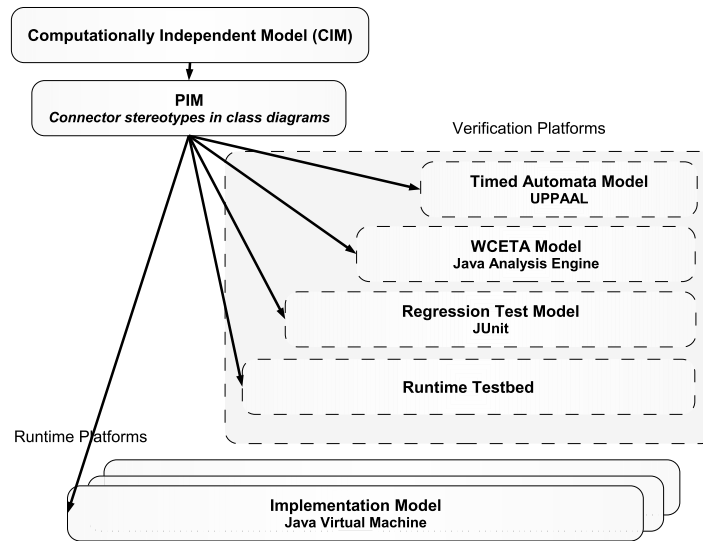 Computationally Independent Model (CIM)
PIM
Connector stereotypes in class diagrams
Verification Platforms
Timed Automata Model
UPPAAL
WCETA Model
Java Analysis Engine
Regression Test Model
JUnit
Runtime Testbed
Runtime Platforms
Implementation Model
Java Virtual Machine